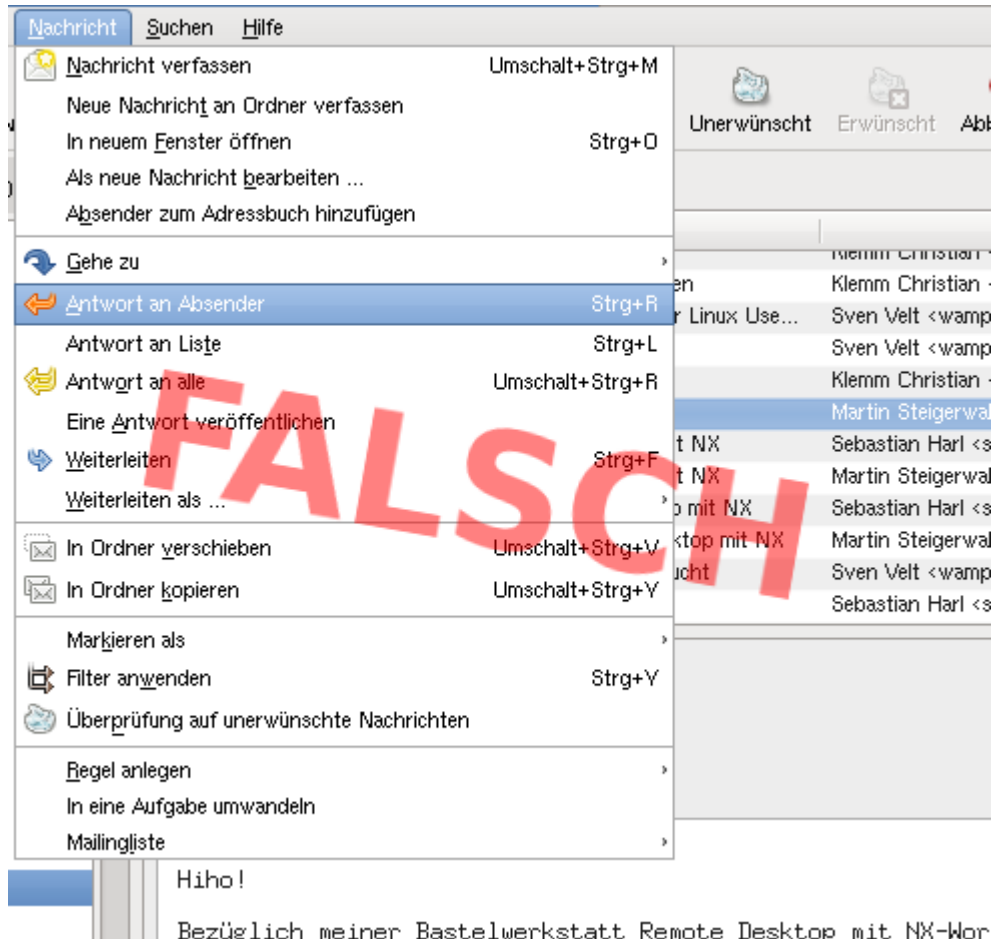 Nachricht Suchen Hilfe
Nachricht verfassen Umschalt+Strg+M
Neue Nachricht an Ordner verfassen
Unerwünscht Erwünscht
In neuem Fenster öffnen Strg+O
Als neue Nachricht bearbeiten ...
Absender zum Adressbuch hinzufügen
Gehe zu
Klemm Christian <
en Klemm Christian
Antwort an Absender Strg+R
r Linux Use... Sven Velt <wamp
Antwort an Liste Strg+L
Sven Velt <wamp
Antwort an alle Umschalt+Strg+R
Klemm Christian
Martin Steigerwal
Eine Antwort veröffentlichen
FALSCH
t NX Sebastian Harl <s
Weiterleiten Strg+F
t NX Martin Steigerwal
Weiterleiten als ...
p mit NX Sebastian Harl <s
In Ordner verschieben Umschalt+Strg+V
ktop mit NX Martin Steigerwal
ucht Sven Velt <wamp
In Ordner kopieren Umschalt+Strg+Y
Sebastian Harl <s
Markieren als
Filter anwenden Strg+Y
Überprüfung auf unerwünschte Nachrichten
Regel anlegen
In eine Aufgabe umwandeln
Mailingliste
Hiho!
Bezüglich meiner Bastelwerkstatt Remote Desktop mit NX-Wor